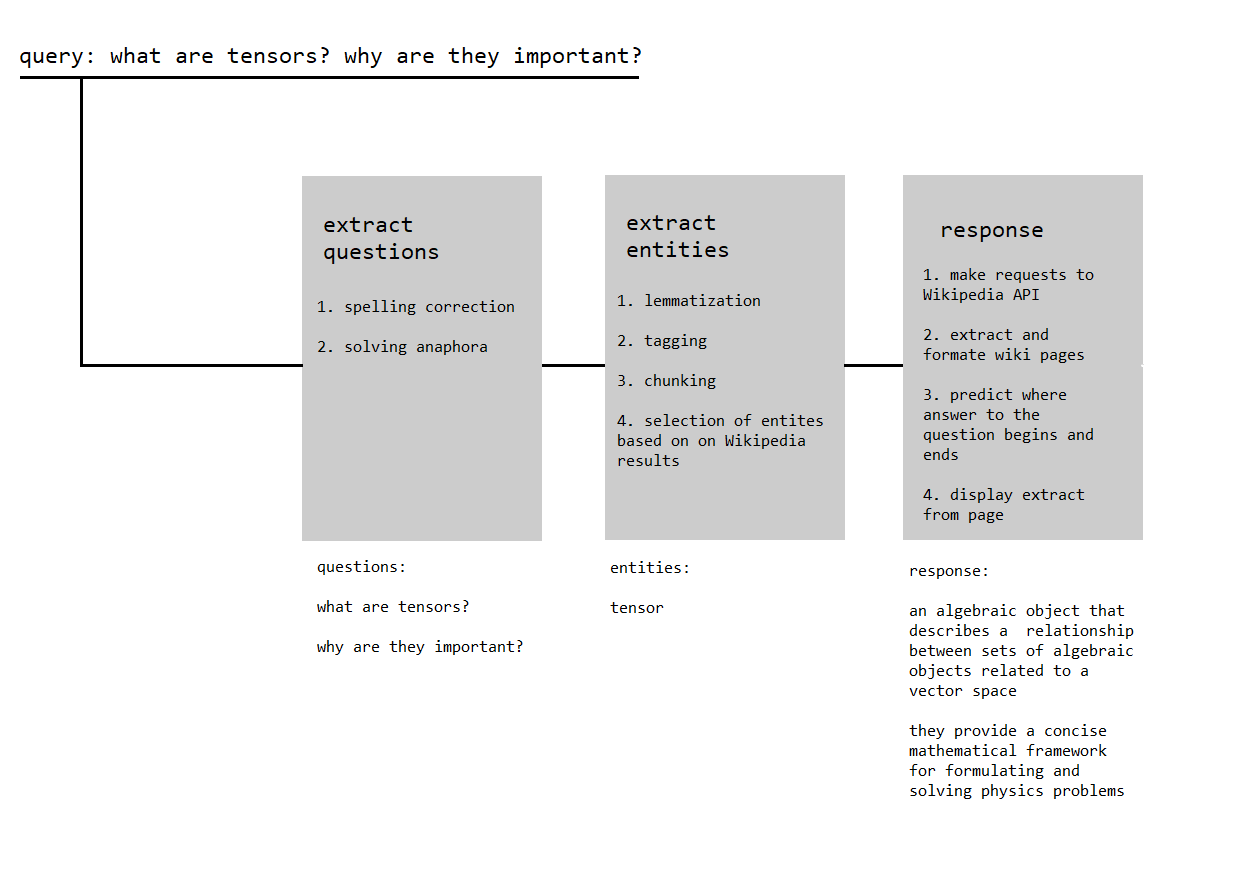 query: what are tensors? why are they important?
extract
questions
1. spelling correction
2. solving anaphora
questions:
what are tensors?
why are they important?
extract
entities
1. lemmatization
2. tagging
3. chunking
4. selection of entites
based on on Wikipedia
results
entities:
tensor
response
1. make requests to
Wikipedia API
2. extract and
formate wiki pages
3. predict where
answer to the
question begins and
ends
4. display extract
from page
response:
an algebraic object that
describes a  relationship
between sets of algebraic
objects related to a
vector space
they provide a concise
mathematical framework
for formulating and
solving physics problems